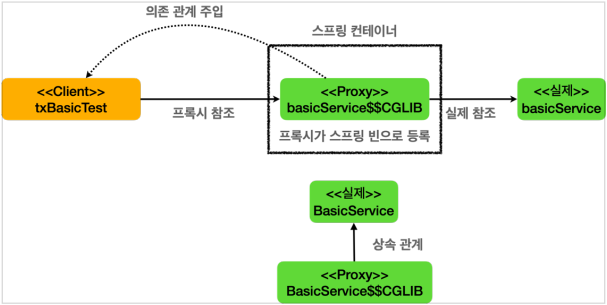 의존 관계 주입
스프링 컨테이너
<<Client>>
txBasicTest
프록시 참조
<<Proxy>>
basicService$$CGLIB
프록시가 스프링 빈으로 등록
실제 참조
<<실제>>
basicService
<<실제>>
BasicService
상속 관계
<<Proxy>>
BasicService$$CGLIB